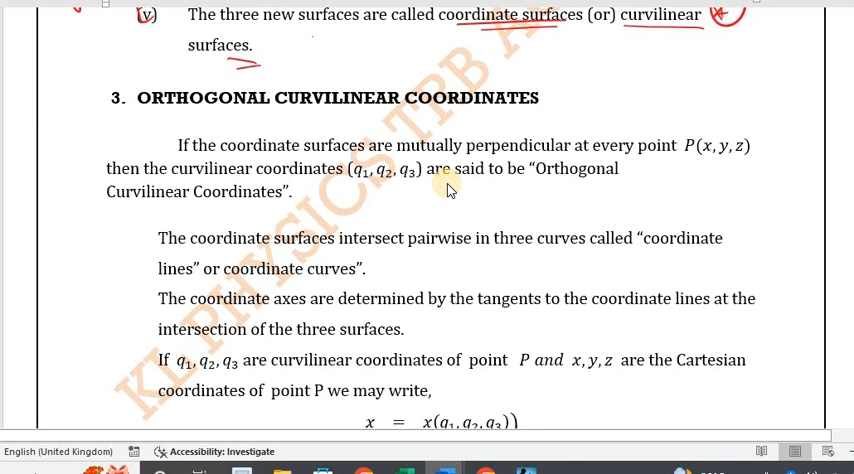 (v) The three new surfaces are called coordinate surfaces (or) curvilinear
surfaces.
3. ORTHOGONAL CURVILINEAR COORDINATES
If the coordinate surfaces are mutually perpendicular at every point P(x, y, z)
then the curvilinear coordinates (q₁, q₂, q₃) are said to be “Orthogonal
Curvilinear Coordinates”.
The coordinate surfaces intersect pairwise in three curves called “coordinate
lines” or coordinate curves”.
The coordinate axes are determined by the tangents to the coordinate lines at the
intersection of the three surfaces.
If q₁, q₂, q₃ are curvilinear coordinates of point P and x, y, z are the Cartesian
coordinates of point P we may write,
x = x(q₁, q₂, q₃))
KL PHYSICS TPB
English (United Kingdom) Accessibility: Investigate